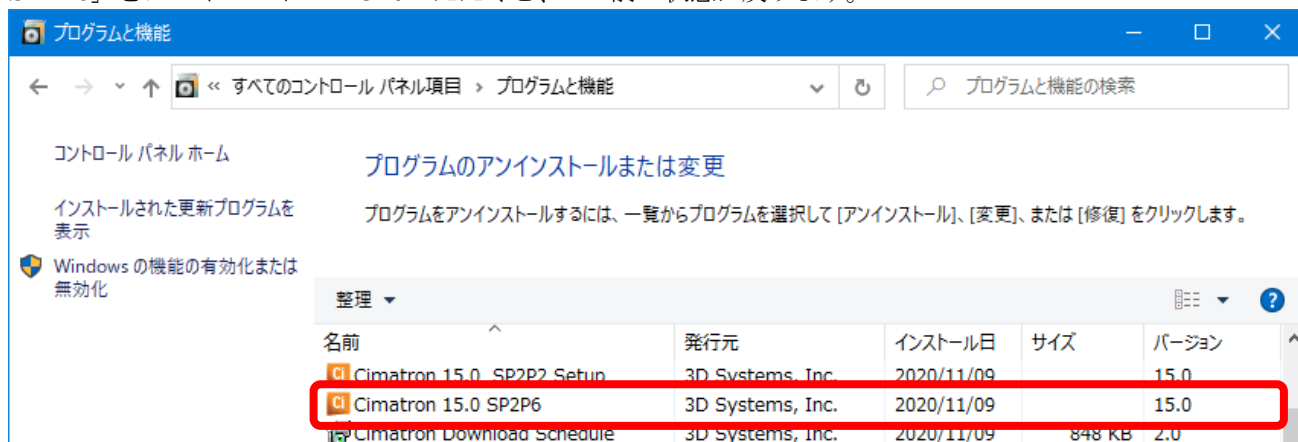 プログラムと機能
« すべてのコントロール パネル項目 › プログラムと機能
プログラムと機能の検索
コントロール パネル ホーム
インストールされた更新プログラムを
表示
Windows の機能の有効化または
無効化
プログラムのアンインストールまたは変更
プログラムをアンインストールするには、一覧からプログラムを選択して [アンインストール]、[変更]、または [修復] をクリックします。
整理
名前 発行元 インストール日 サイズ バージョン
Cimatron 15.0 SP2P2 Setup 3D Systems, Inc. 2020/11/09 15.0
Cimatron 15.0 SP2P6 3D Systems, Inc. 2020/11/09 15.0
Cimatron Download Schedule 3D Systems, Inc. 2020/11/09 848 KB 2.0